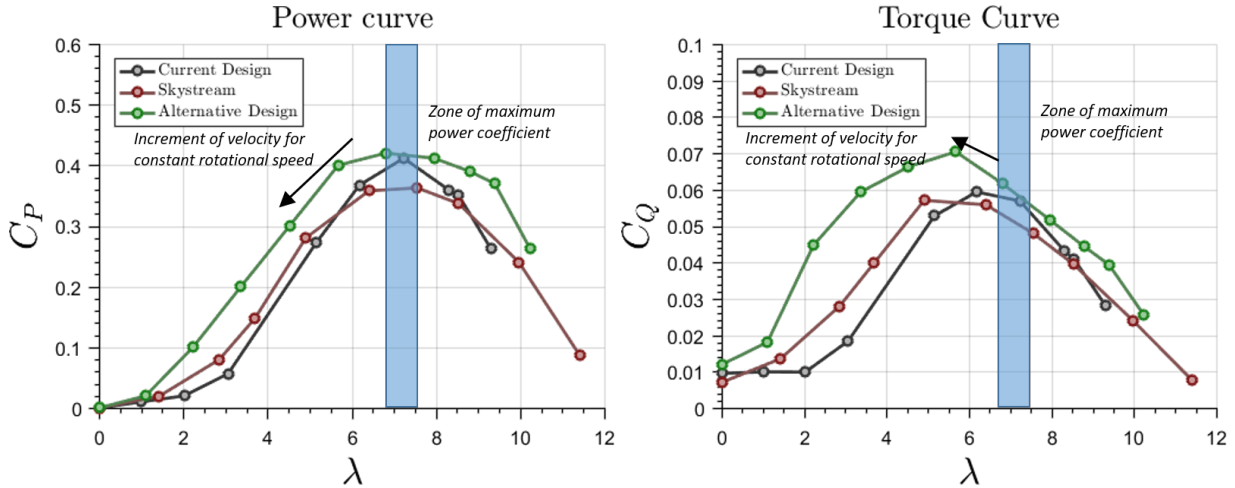 Power curve
0.6
0.5
0.4
0.3
0.2
0.1
0
C_P
Current Design
Skystream
Alternative Design
Increment of velocity for
constant rotational speed
Zone of maximum
power coefficient
0 2 4 6 8 10 12
λ
Torque Curve
0.1
0.09
0.08
0.07
0.06
0.05
0.04
0.03
0.02
0.01
0
C_Q
Current Design
Skystream
Alternative Design
Increment of velocity for
constant rotational speed
Zone of maximum
power coefficient
0 2 4 6 8 10 12
λ